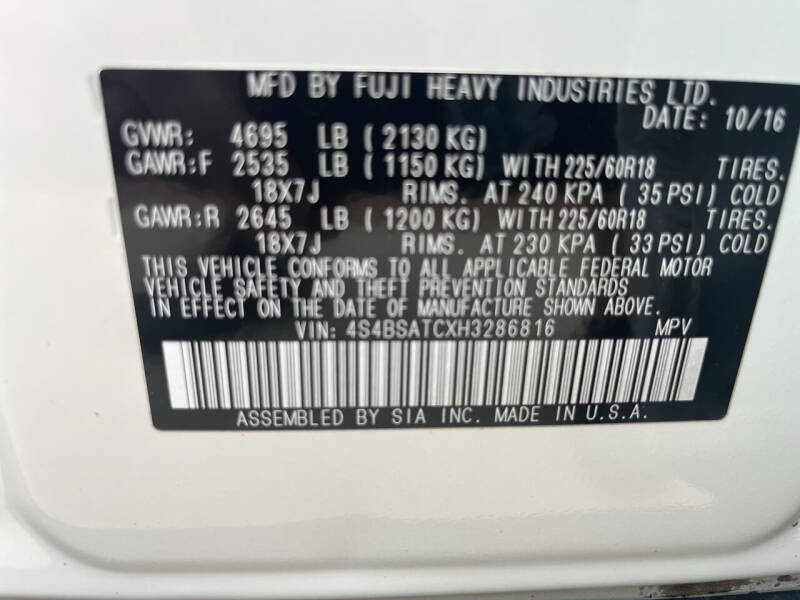 MFD BY FUJI HEAVY INDUSTRIES LTD.
DATE: 10/16
GVWR: 4695 LB ( 2130 KG)
GAWR:F 2535 LB ( 1150 KG) WITH 225/60R18 TIRES.
18X7J RIMS. AT 240 KPA ( 35 PSI) COLD
GAWR:R 2645 LB ( 1200 KG) WITH 225/60R18 TIRES.
18X7J RIMS. AT 230 KPA ( 33 PSI) COLD
THIS VEHICLE CONFORMS TO ALL APPLICABLE FEDERAL MOTOR
VEHICLE SAFETY AND THEFT PREVENTION STANDARDS
IN EFFECT ON THE DATE OF MANUFACTURE SHOWN ABOVE.
VIN: 4S4BSATCXH3286816 MPV
ASSEMBLED BY SIA INC. MADE IN U.S.A.